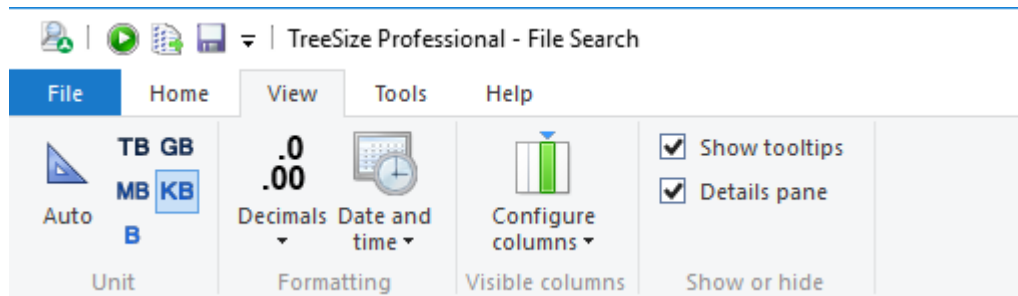 TreeSize Professional - File Search
File Home View Tools Help
TB GB
MB KB
B
Auto
Unit
.0
.00
Decimals
Date and
time
Formatting
Configure
columns
Visible columns
Show tooltips
Details pane
Show or hide